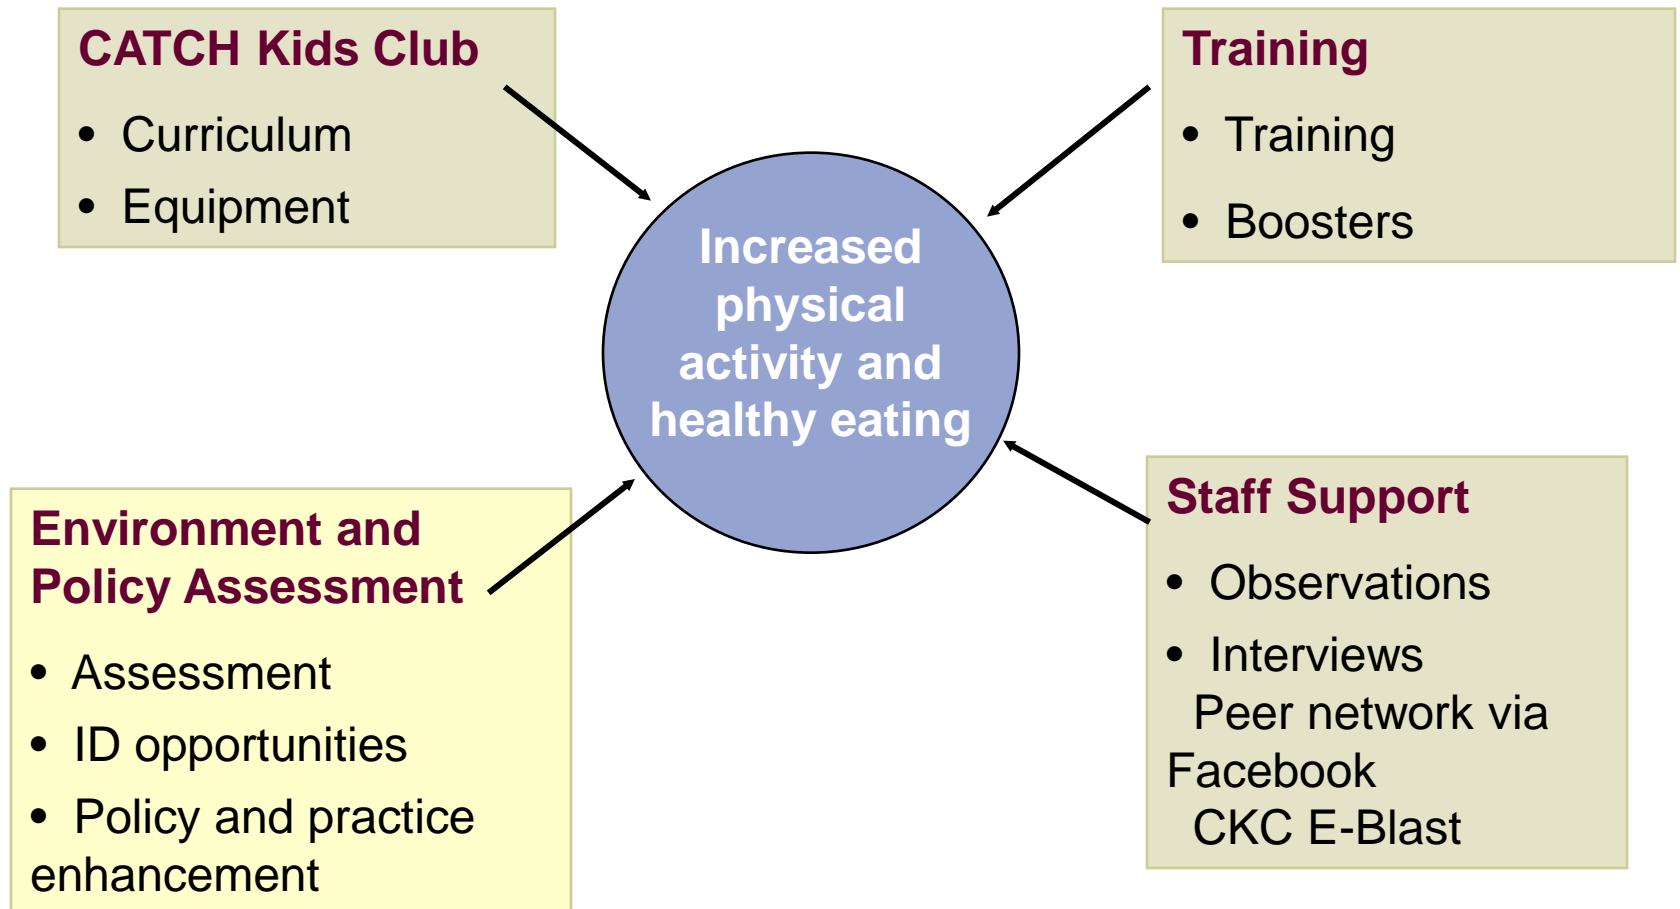 CATCH Kids Club
• Curriculum
• Equipment
Training
• Training
• Boosters
Increased
physical
activity and
healthy eating
Environment and
Policy Assessment
• Assessment
• ID opportunities
• Policy and practice
enhancement
Staff Support
• Observations
• Interviews
Peer network via
Facebook
CKC E-Blast